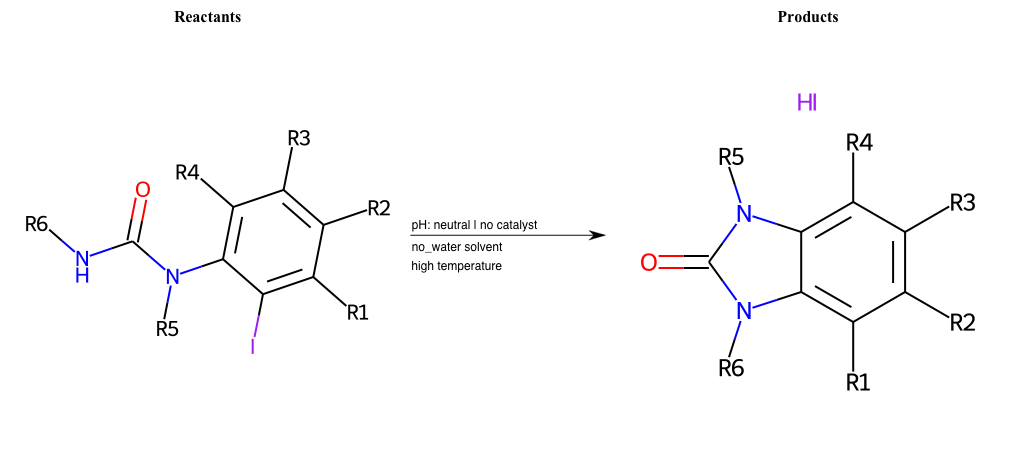 Reactants
Products
HI
R3
R4
R4
R5
O
R2
R3
R6
N
pH: neutral | no catalyst
NH
N
no_water solvent
O
high temperature
R1
N
R2
R5
I
R6
R1